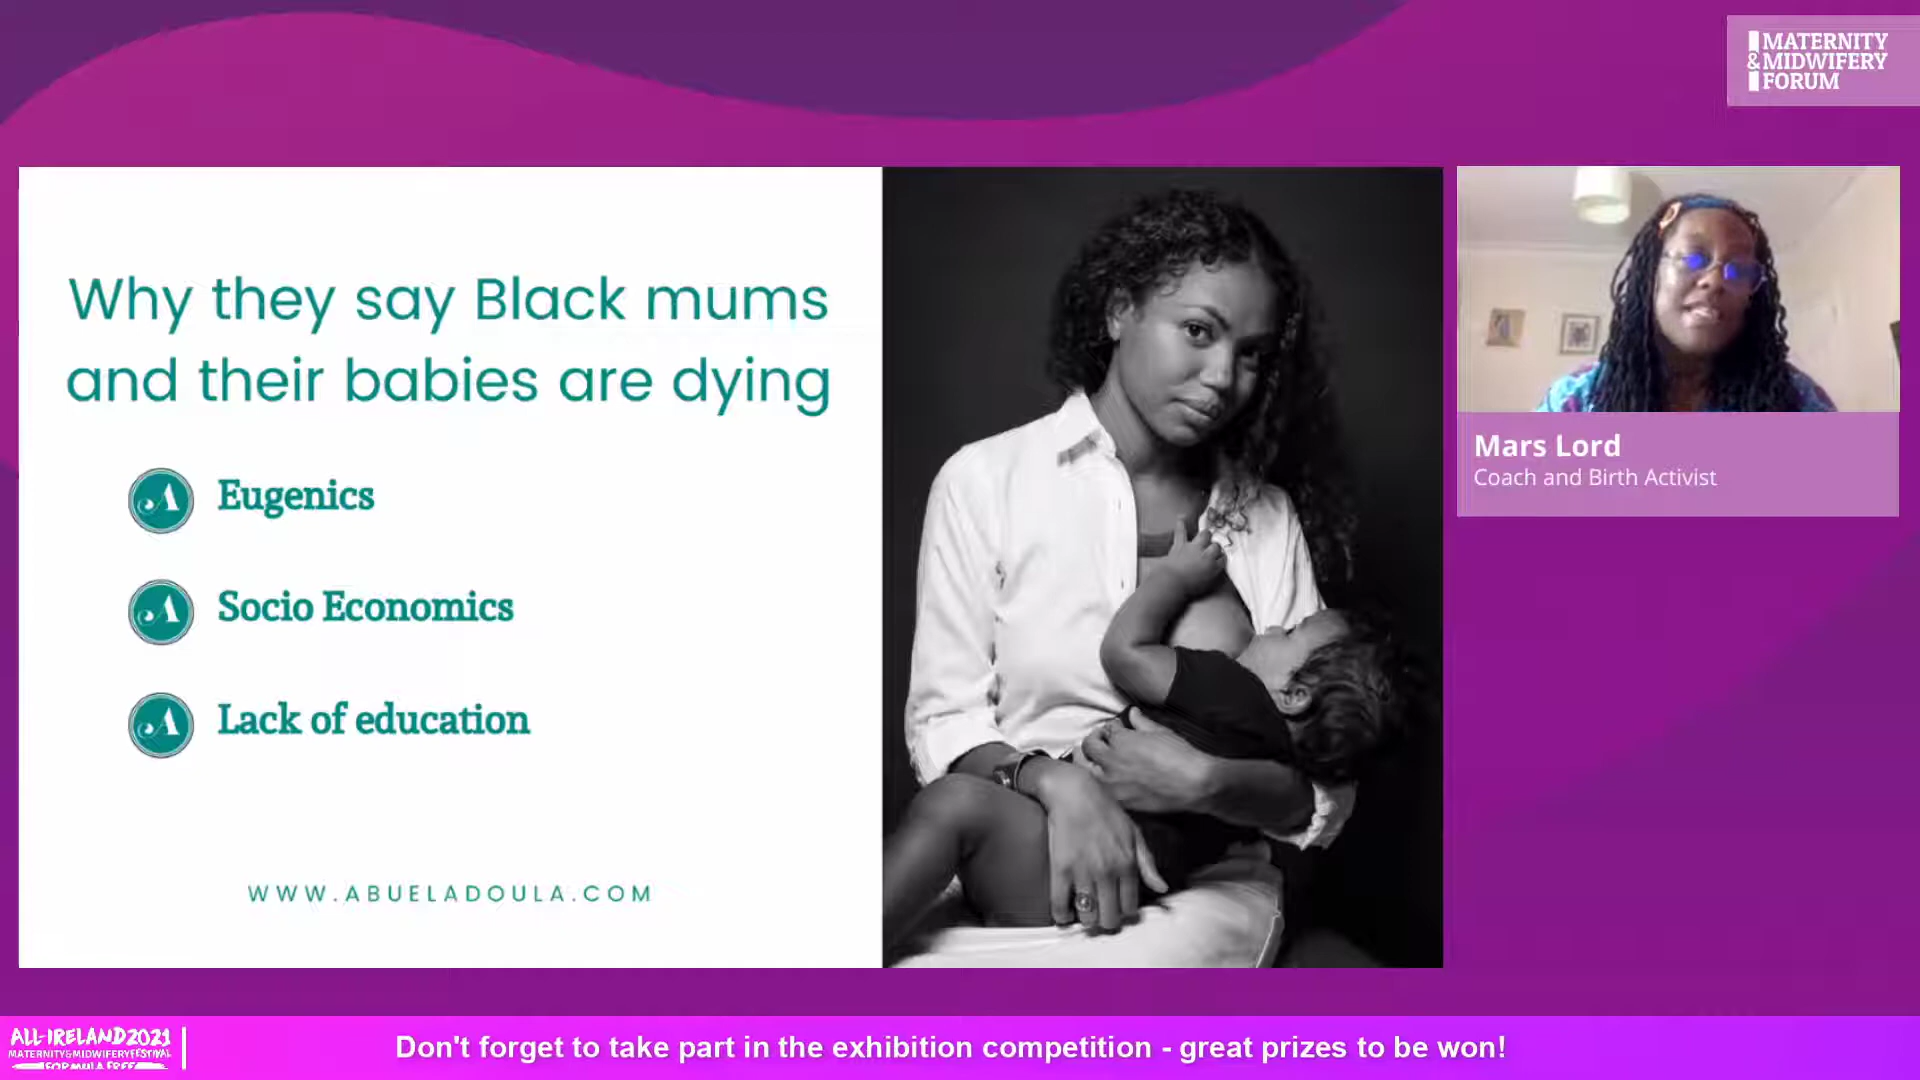 MATERNITY
&MIDWIFERY
FORUM
Why they say Black mums
and their babies are dying
Eugenics
Socio Economics
Lack of education
WWW.ABUELADOULA.COM
Mars Lord
Coach and Birth Activist
ALL-IRELAND2021
MATERNITY&MIDWIFERYFESTIVAL
FORMULA FREE
Don't forget to take part in the exhibition competition - great prizes to be won!